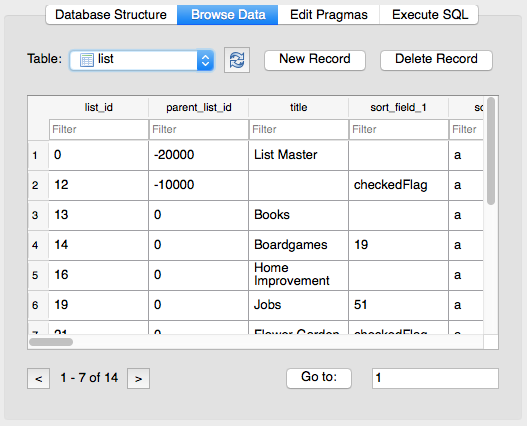 Database Structure Browse Data Edit Pragmas Execute SQL
Table: list New Record Delete Record
list_id parent_list_id title sort_field_1
Filter Filter Filter Filter Filter
1 0 -20000 List Master a
2 12 -10000 checkedFlag a
3 13 0 Books a
4 14 0 Boardgames 19 a
5 16 0 Home Improvement a
6 19 0 Jobs 51 a
7 21 0 Flower Garden checkedFlag a
< 1 - 7 of 14 > Go to: 1